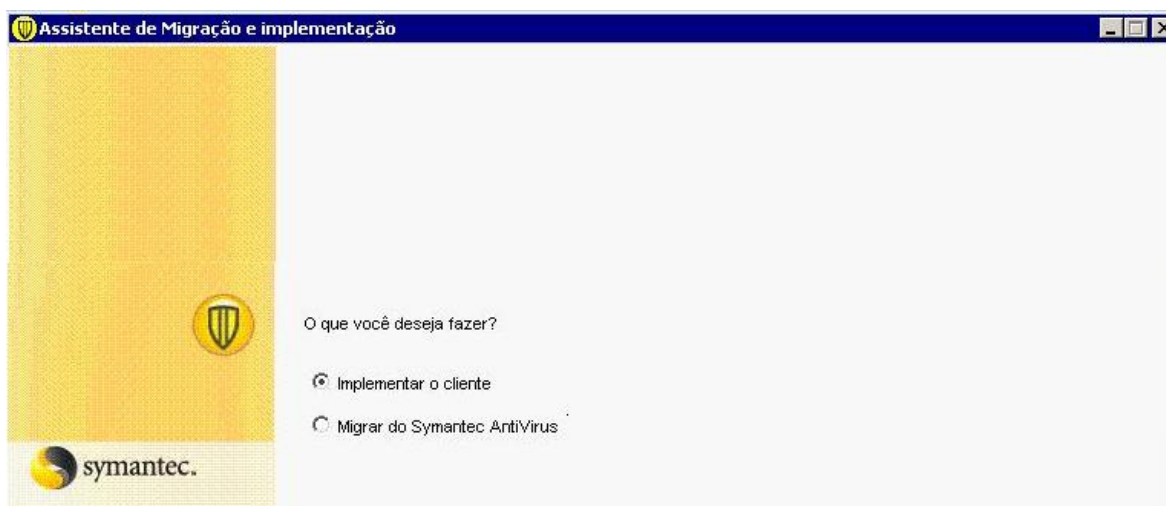 Assistente de Migração e implementação
O que você deseja fazer?
Implementar o cliente
Migrar do Symantec AntiVirus
symantec.